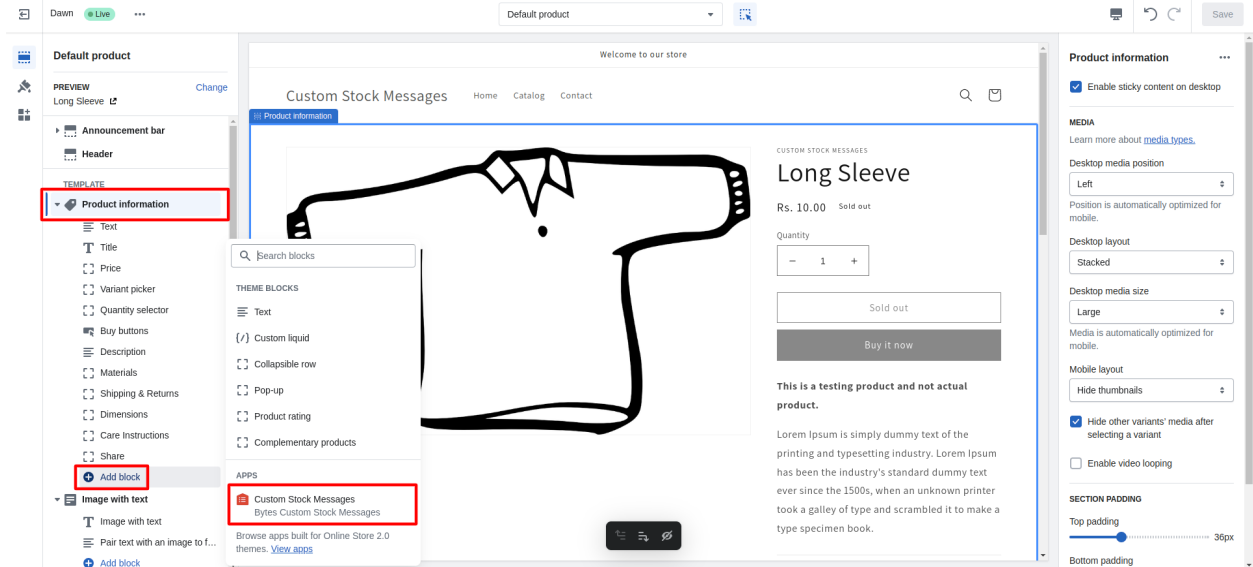 Dawn
Live
Default product
Save
Default product
PREVIEW
Change
Long Sleeve
Announcement bar
Header
TEMPLATE
Product information
Text
Title
Price
Variant picker
Quantity selector
Buy buttons
Description
Materials
Shipping & Returns
Dimensions
Care Instructions
Share
Add block
Image with text
Image with text
Pair text with an image to f...
Add block
Search blocks
THEME BLOCKS
Text
Custom liquid
Collapsible row
Pop-up
Product rating
Complementary products
APPS
Custom Stock Messages
Bytes Custom Stock Messages
Browse apps built for Online Store 2.0
themes. View apps
Welcome to our store
Custom Stock Messages
Home Catalog Contact
Product information
CUSTOM STOCK MESSAGES
Long Sleeve
Rs. 10.00 Sold out
Quantity
− 1 +
Sold out
Buy it now
This is a testing product and not actual
product.
Lorem Ipsum is simply dummy text of the
printing and typesetting industry. Lorem Ipsum
has been the industry's standard dummy text
ever since the 1500s, when an unknown printer
took a galley of type and scrambled it to make a
type specimen book.
Product information
Enable sticky content on desktop
MEDIA
Learn more about media types.
Desktop media position
Left
Position is automatically optimized for
mobile.
Desktop layout
Stacked
Desktop media size
Large
Media is automatically optimized for
mobile.
Mobile layout
Hide thumbnails
Hide other variants' media after
selecting a variant
Enable video looping
SECTION PADDING
Top padding
36px
Bottom padding